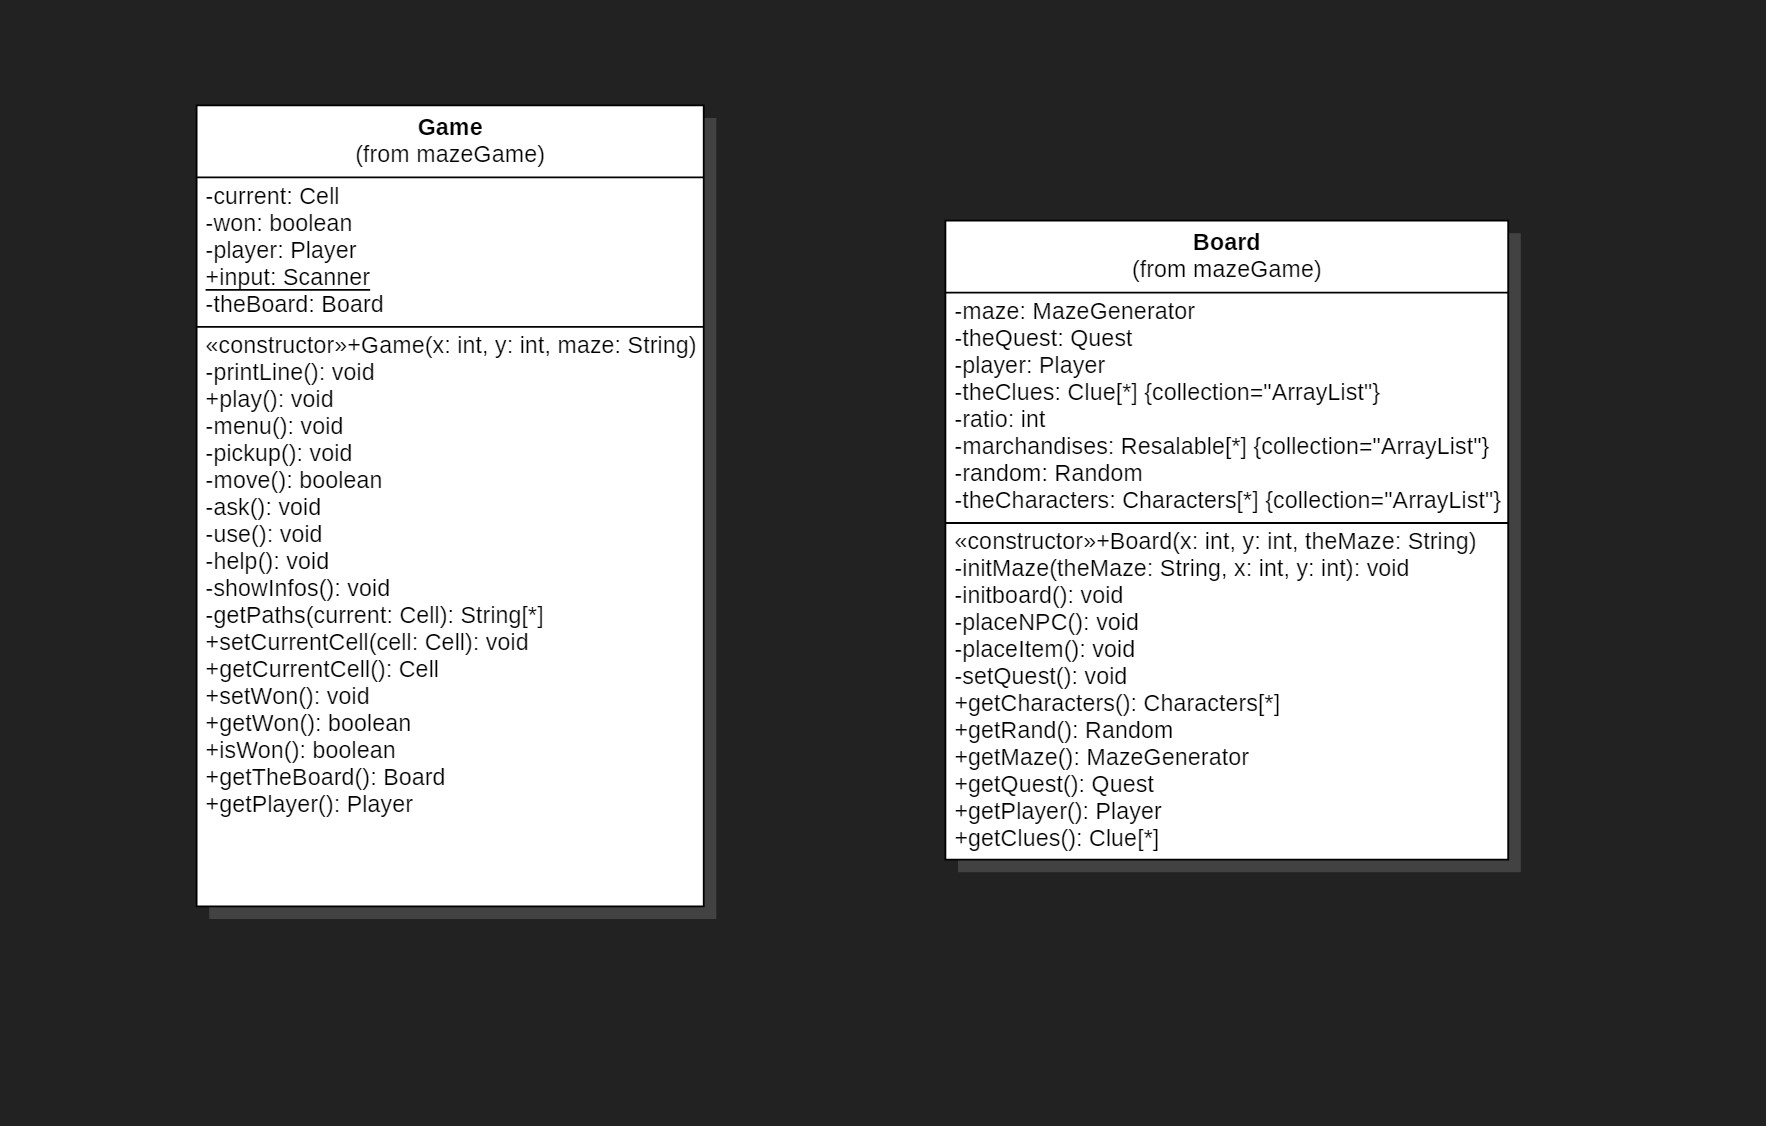 Game
(from mazeGame)
-current: Cell
-won: boolean
-player: Player
+input: Scanner
-theBoard: Board
«constructor»+Game(x: int, y: int, maze: String)
-printLine(): void
+play(): void
-menu(): void
-pickup(): void
-move(): boolean
-ask(): void
-use(): void
-help(): void
-showInfos(): void
-getPaths(current: Cell): String[*]
+setCurrentCell(cell: Cell): void
+getCurrentCell(): Cell
+setWon(): void
+getWon(): boolean
+isWon(): boolean
+getTheBoard(): Board
+getPlayer(): Player
Board
(from mazeGame)
-maze: MazeGenerator
-theQuest: Quest
-player: Player
-theClues: Clue[*] {collection="ArrayList"}
-ratio: int
-marchandises: Resalable[*] {collection="ArrayList"}
-random: Random
-theCharacters: Characters[*] {collection="ArrayList"}
«constructor»+Board(x: int, y: int, theMaze: String)
-initMaze(theMaze: String, x: int, y: int): void
-initboard(): void
-placeNPC(): void
-placeItem(): void
-setQuest(): void
+getCharacters(): Characters[*]
+getRand(): Random
+getMaze(): MazeGenerator
+getQuest(): Quest
+getPlayer(): Player
+getClues(): Clue[*]